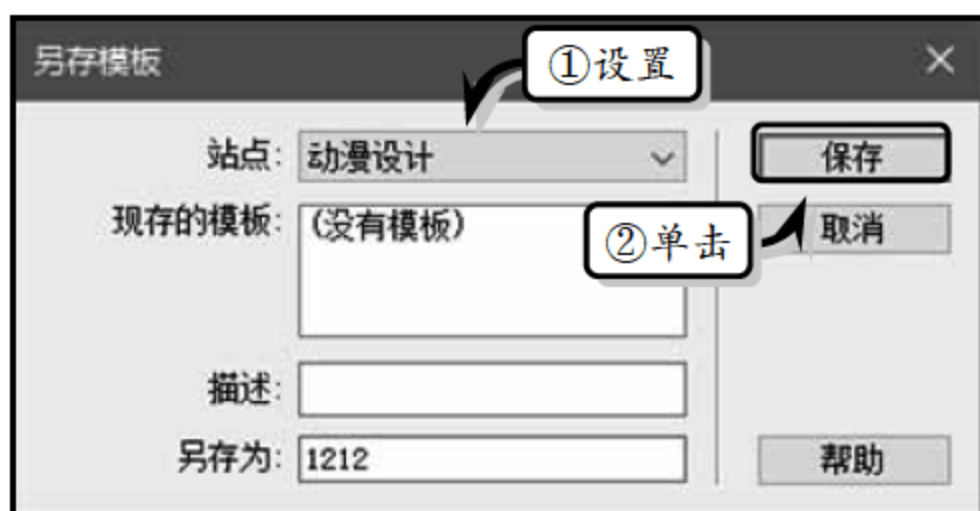 另存模板
①设置
站点: 动漫设计
保存
现存的模板: (没有模板)
②单击
取消
描述:
另存为: 1212
帮助